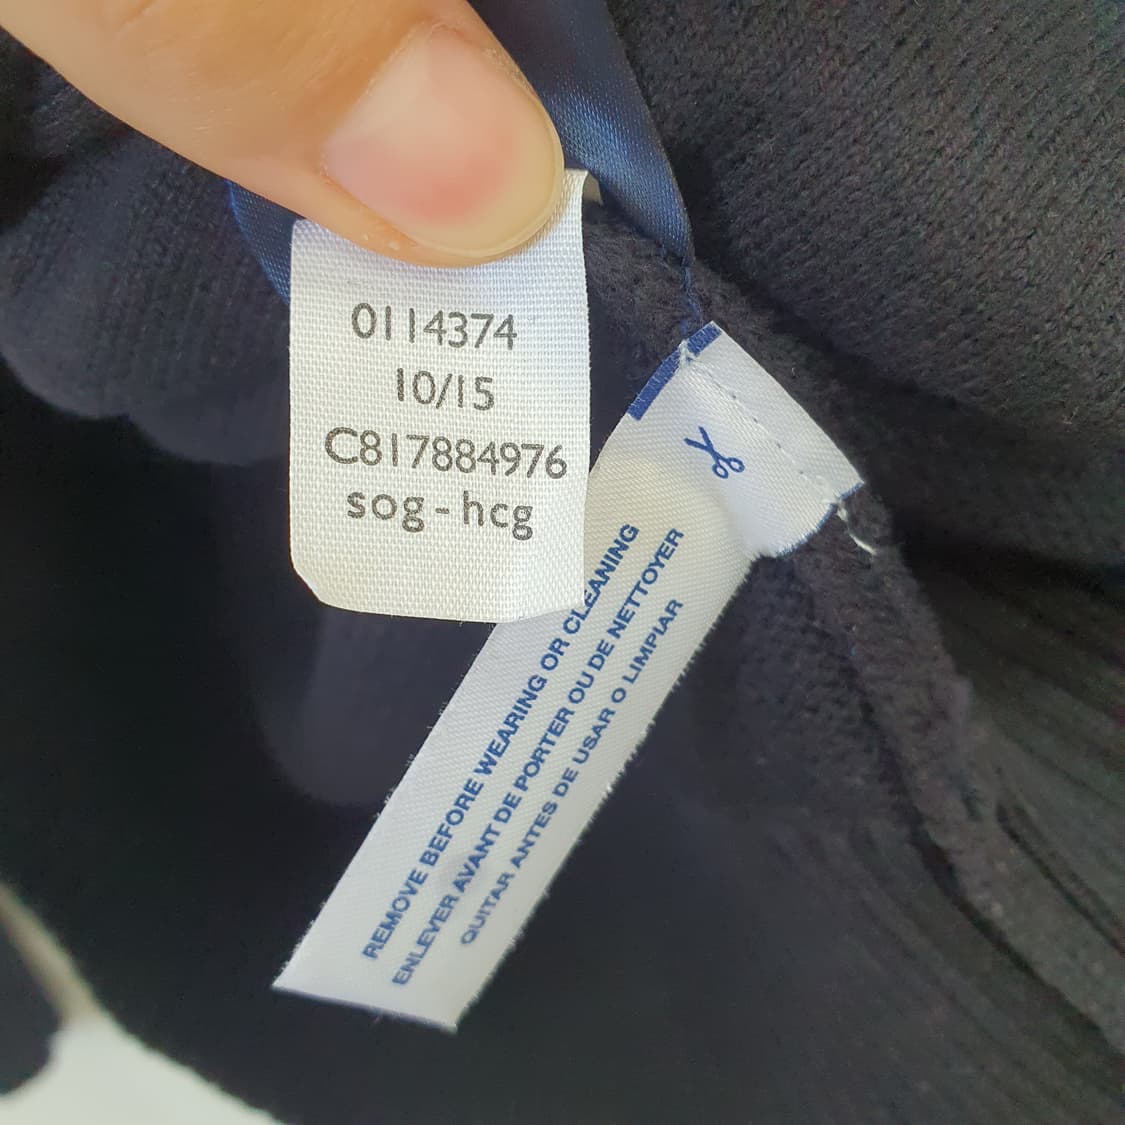 0114374
10/15
C817884976
sog - hcg
REMOVE BEFORE WEARING OR CLEANING
ENLEVER AVANT DE PORTER OU DE NETTOYER
QUITAR ANTES DE USAR O LIMPIAR